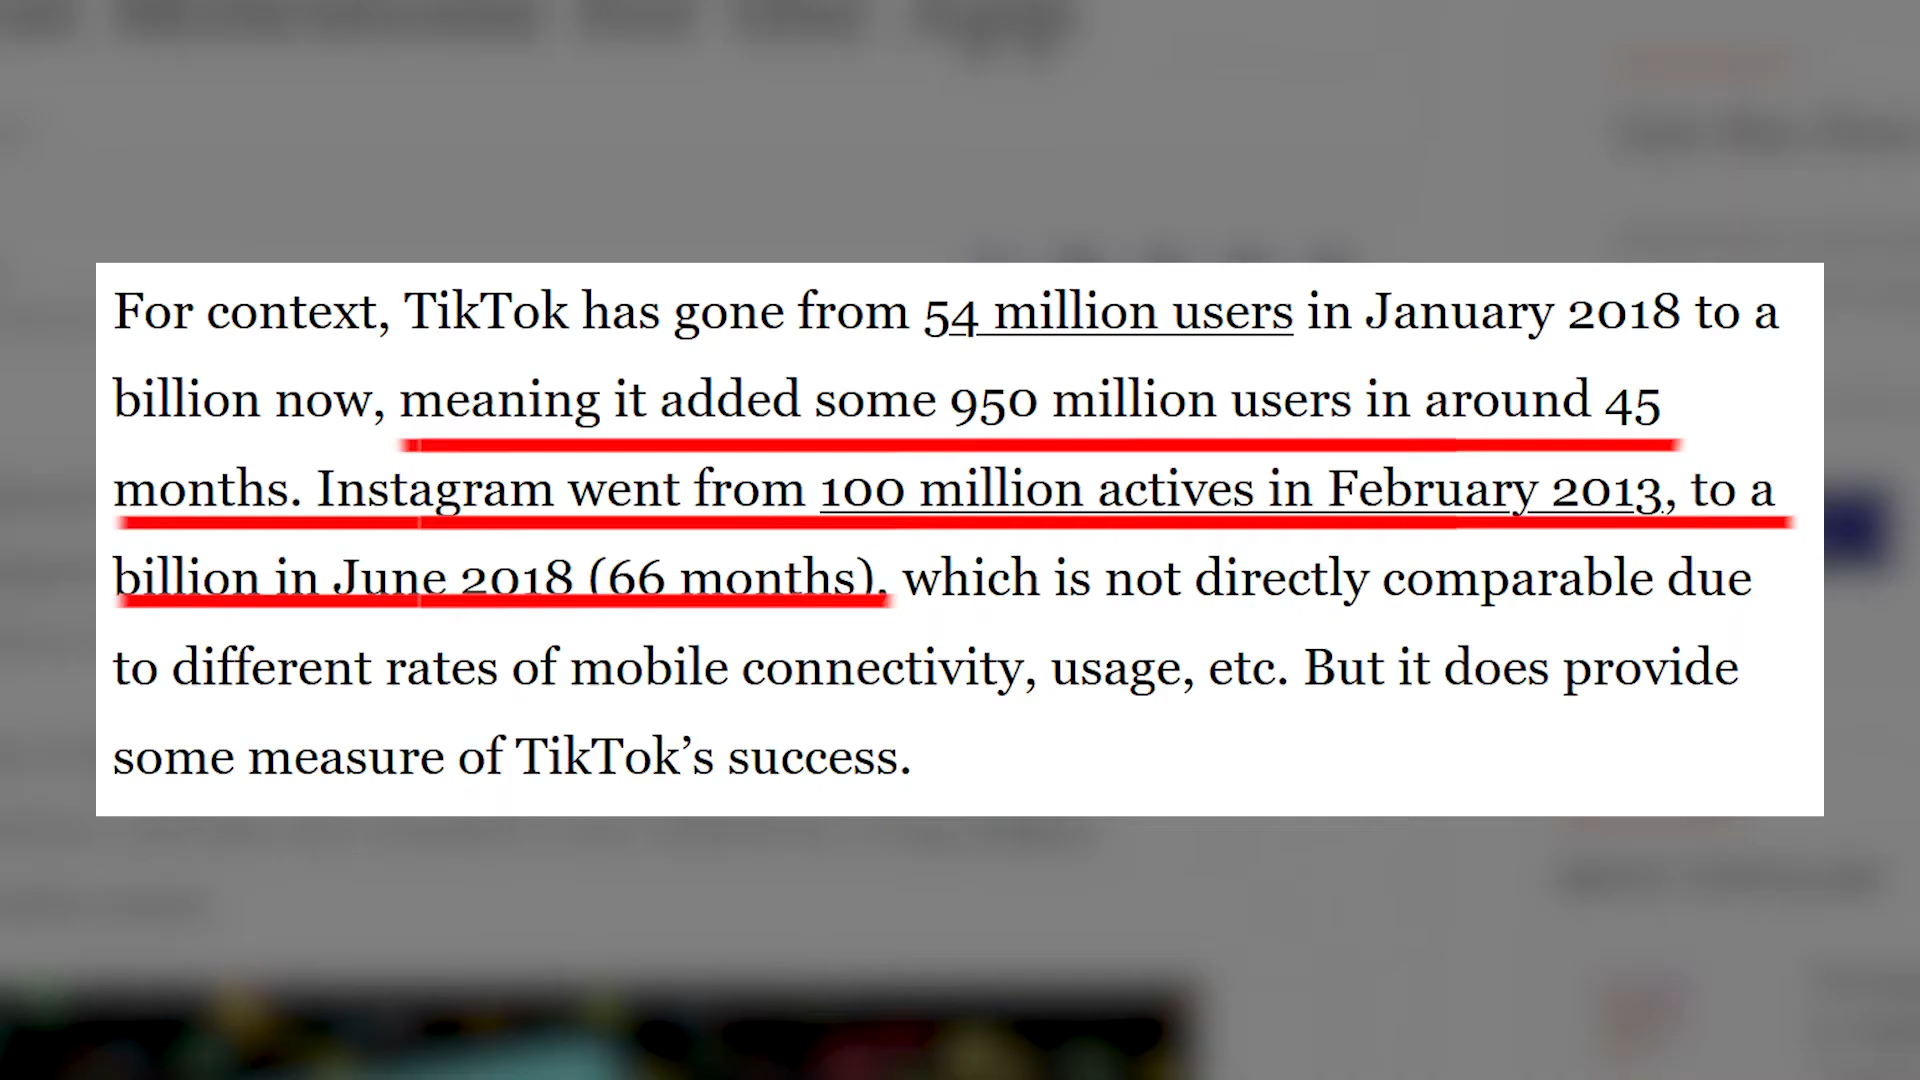 For context, TikTok has gone from 54 million users in January 2018 to a
billion now, meaning it added some 950 million users in around 45
months. Instagram went from 100 million actives in February 2013, to a
billion in June 2018 (66 months), which is not directly comparable due
to different rates of mobile connectivity, usage, etc. But it does provide
some measure of TikTok’s success.